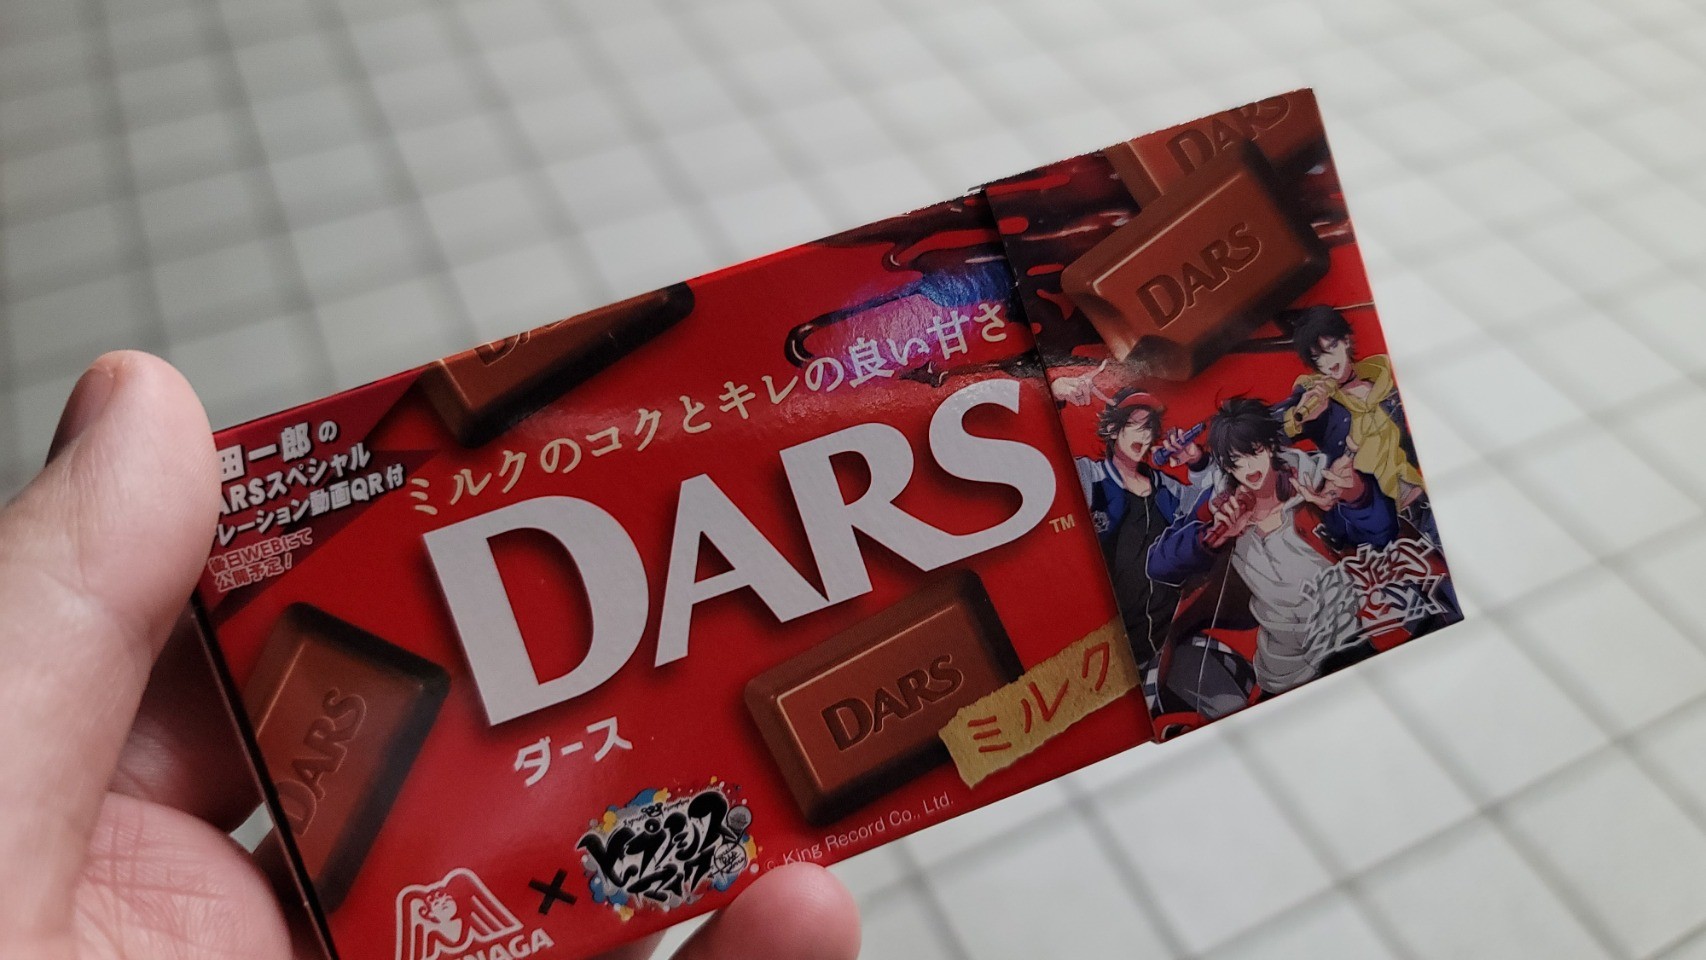 田一郎の
ARSスペシャル
レーション動画QR付
後日WEBにて
公開予定!
ミルクのコクとキレの良い甘さ
DARS
TM
ダース
ミルク
DARS
DARS
DARS
DARS
×
ヒプノシス
マイク
NAGA
© King Record Co., Ltd.